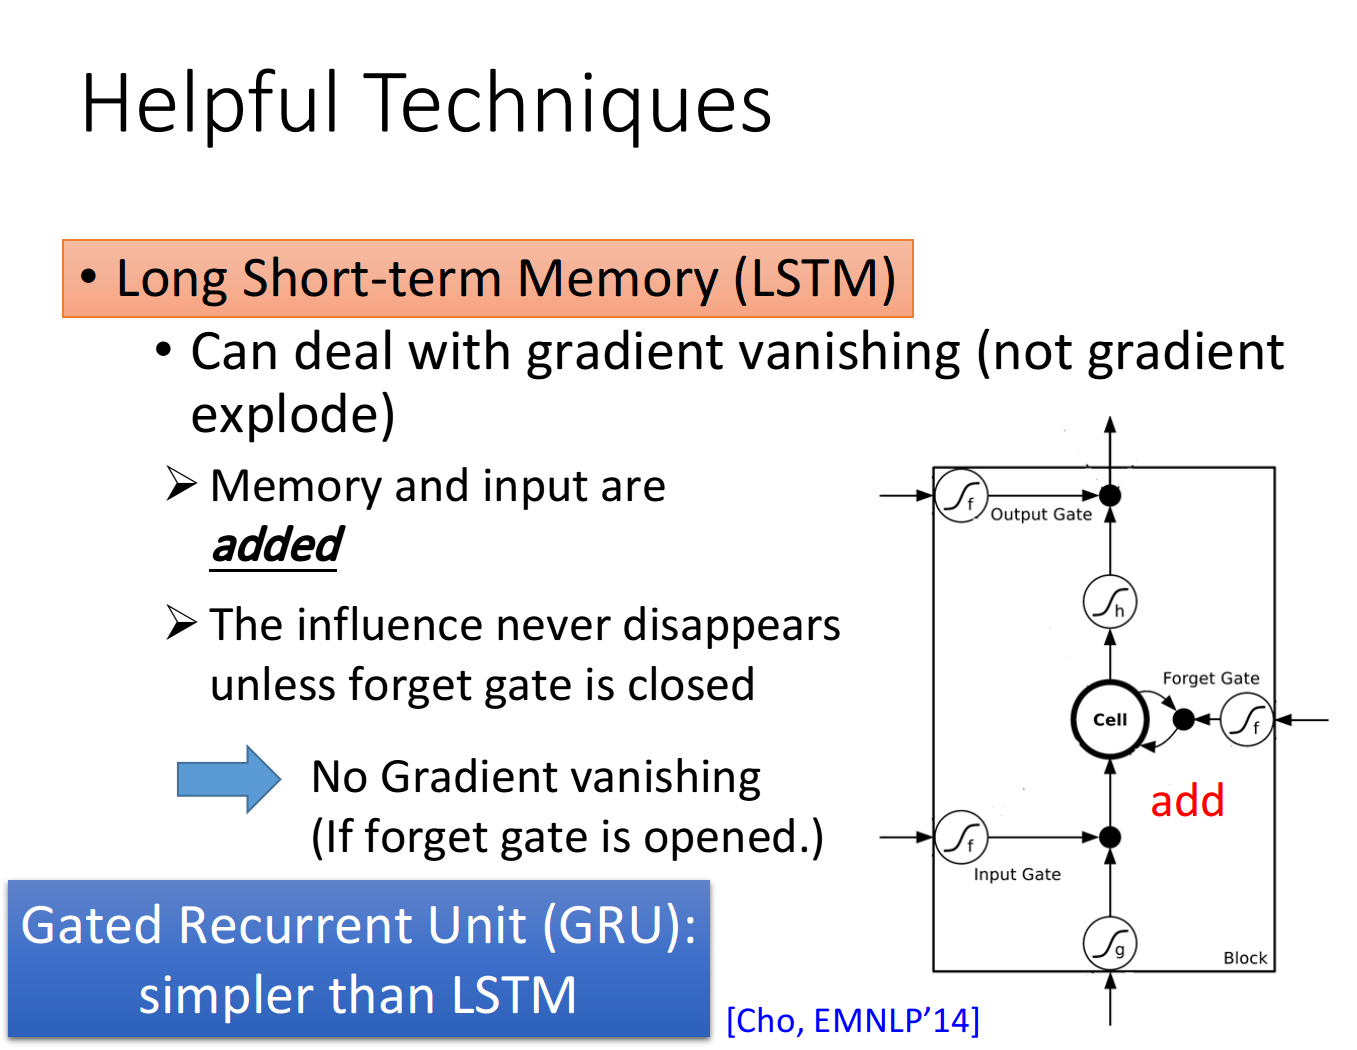 Helpful Techniques
• Long Short-term Memory (LSTM)
• Can deal with gradient vanishing (not gradient
explode)
➢ Memory and input are
added
➢ The influence never disappears
unless forget gate is closed
No Gradient vanishing
(If forget gate is opened.)
Gated Recurrent Unit (GRU):
simpler than LSTM
[Cho, EMNLP’14]
f
Output Gate
h
Forget Gate
Cell
f
add
f
Input Gate
g
Block